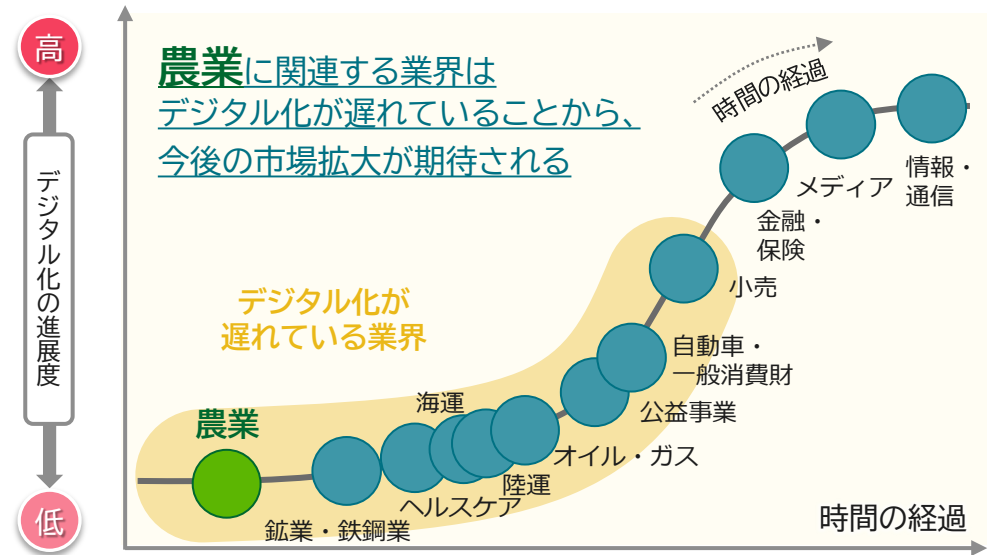 高
デジタル化の進展度
低
農業に関連する業界は
デジタル化が遅れていることから、
今後の市場拡大が期待される
時間の経過
デジタル化が
遅れている業界
農業
鉱業・鉄鋼業
ヘルスケア
海運
陸運
オイル・ガス
公益事業
自動車・
一般消費財
小売
金融・
保険
メディア
情報・
通信
時間の経過